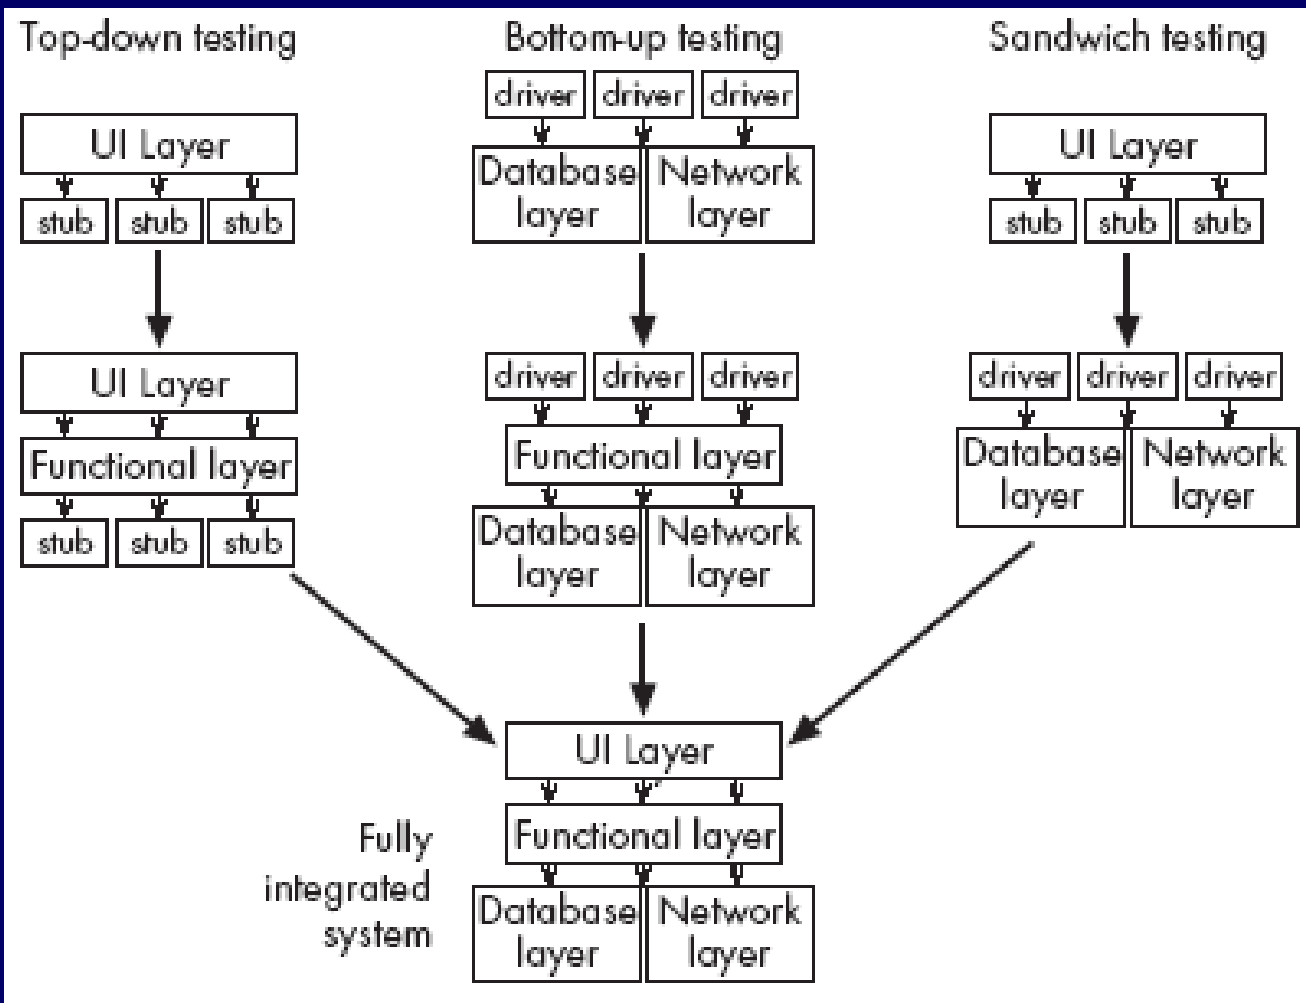 Top-down testing
Bottom-up testing
Sandwich testing
UI Layer
stub stub stub
UI Layer
Functional layer
stub stub stub
driver driver driver
Database
layer
Network
layer
driver driver driver
Functional layer
Database
layer
Network
layer
UI Layer
stub stub stub
driver driver driver
Database
layer
Network
layer
Fully
integrated
system
UI Layer
Functional layer
Database
layer
Network
layer